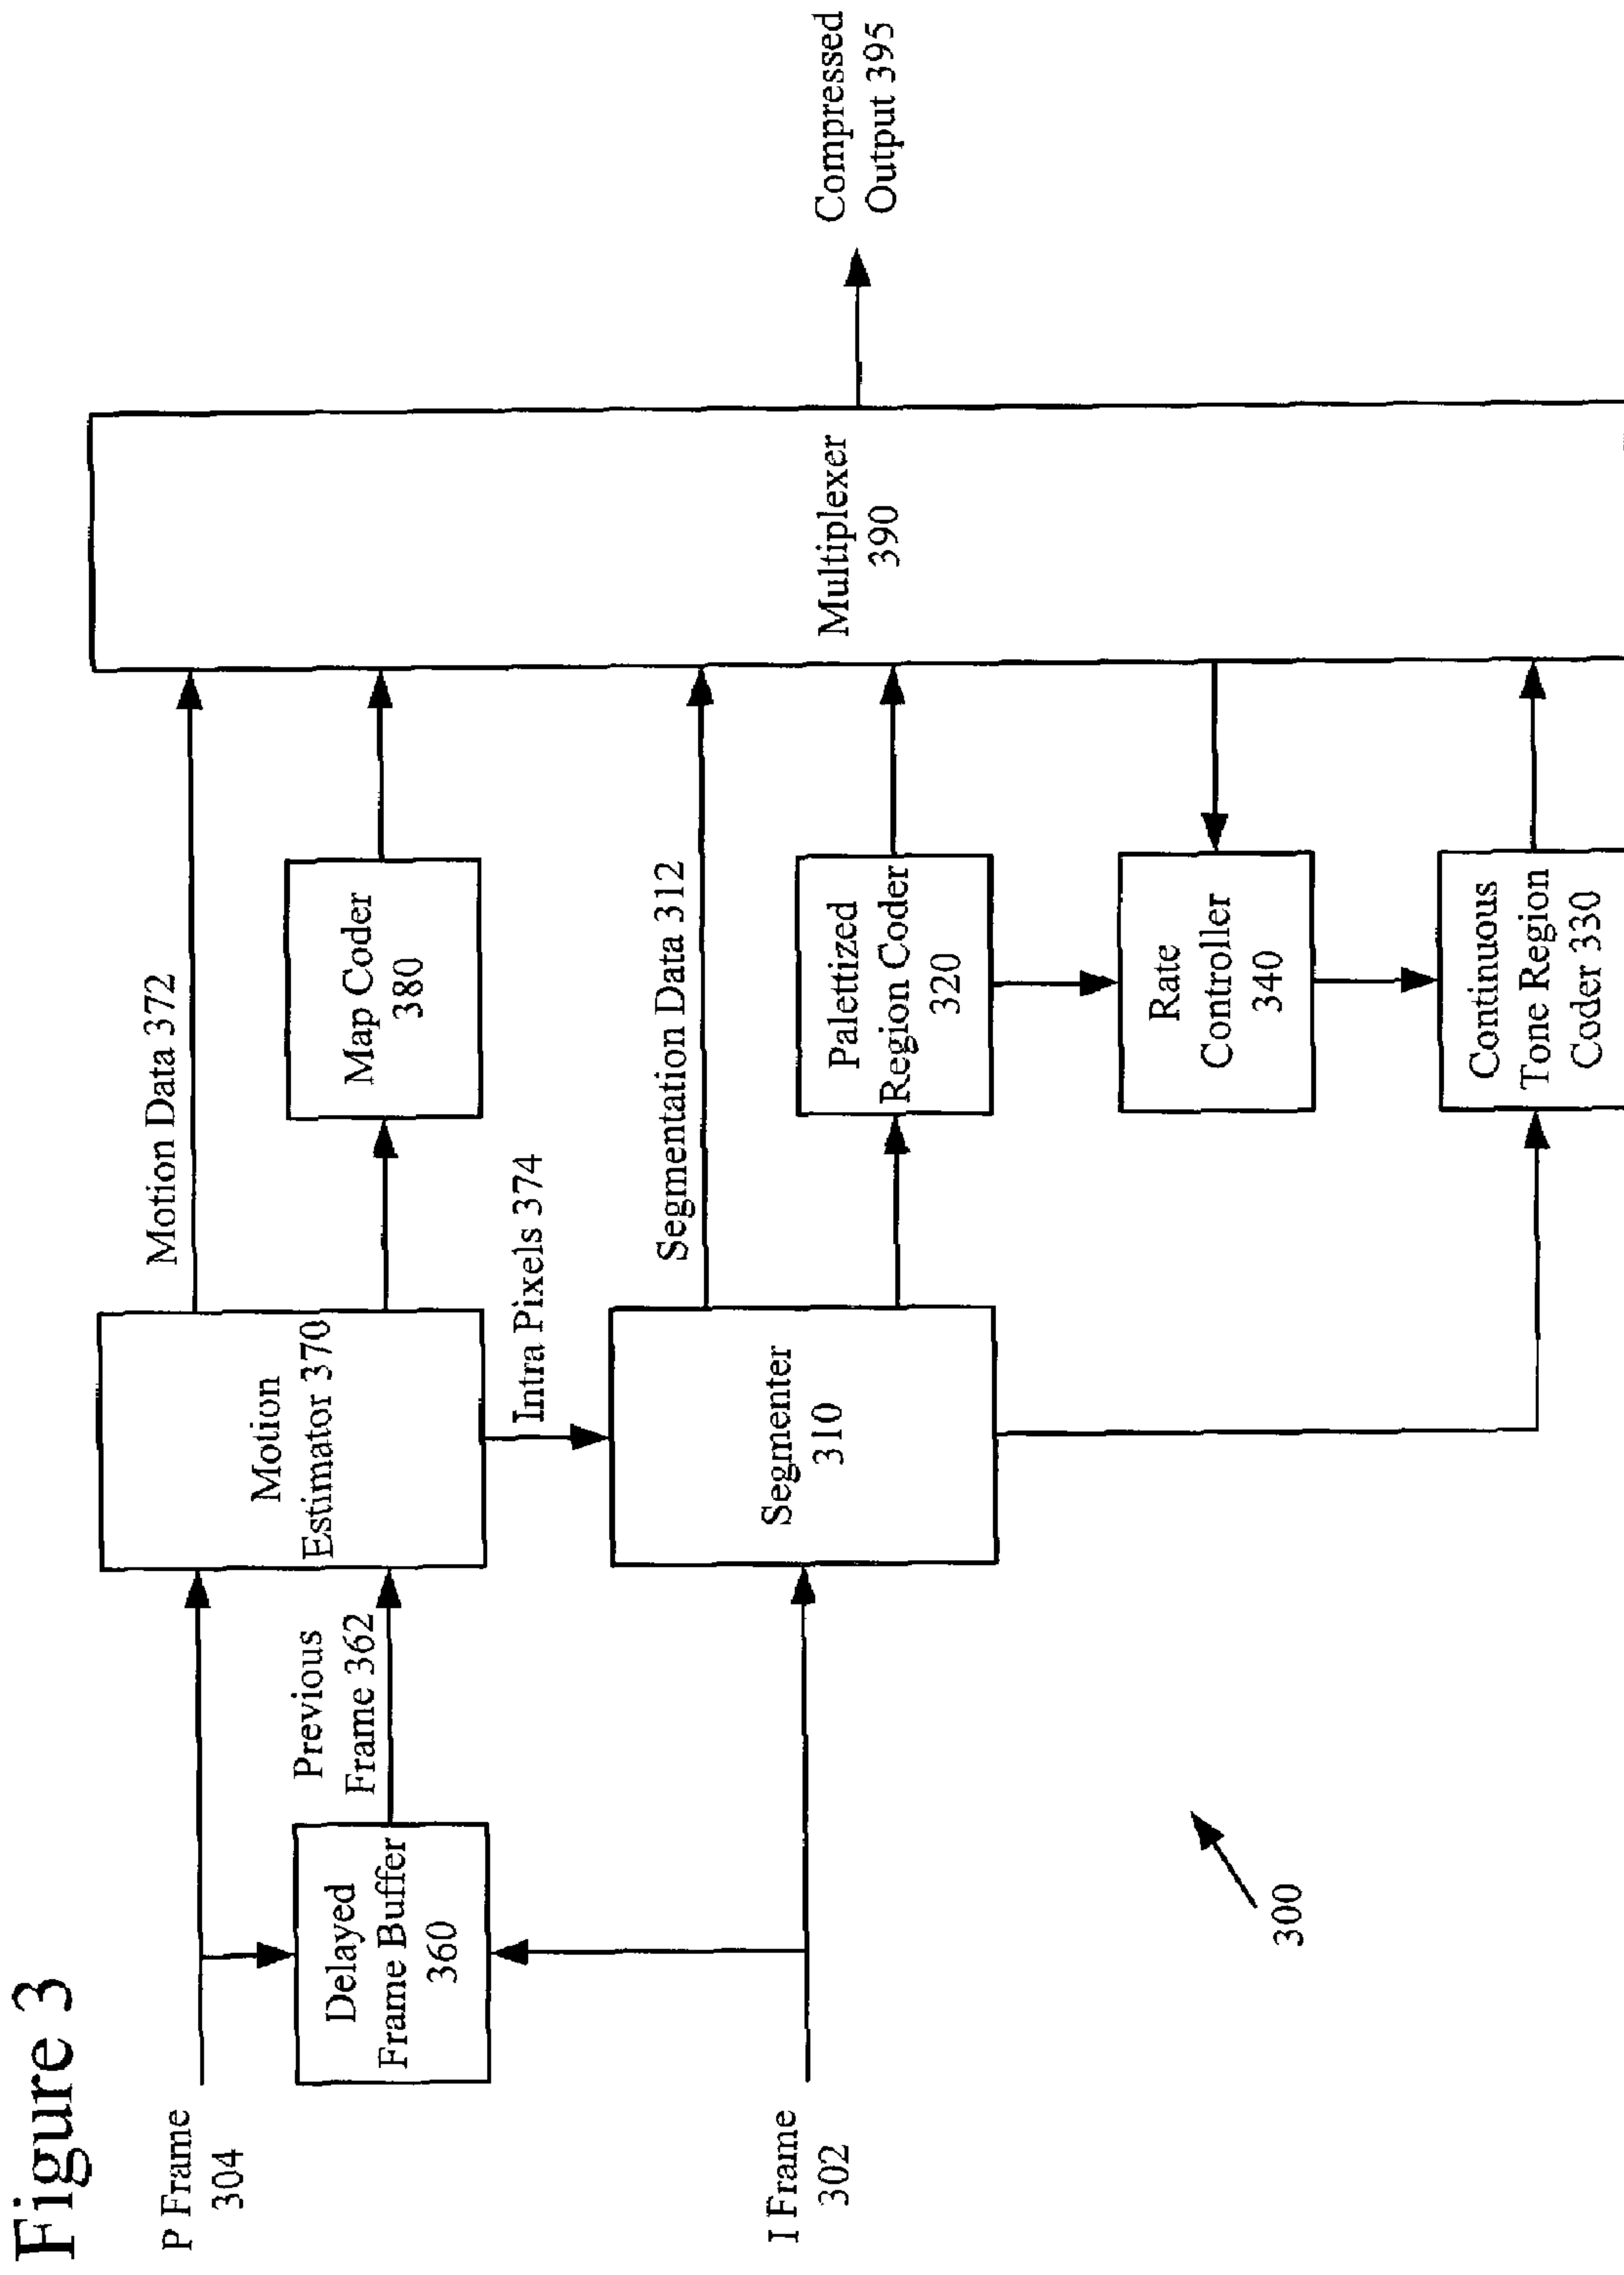 Figure 3
P Frame
304
Delayed
Frame Buffer
360
Previous
Frame 362
I Frame
302
Motion
Estimator 370
Intra Pixels 374
Segmenter
310
Motion Data 372
Map Coder
380
Segmentation Data 312
Palettized
Region Coder
320
Rate
Controller
340
Continuous
Tone Region
Coder 330
Multiplexer
390
Compressed
Output 395
300